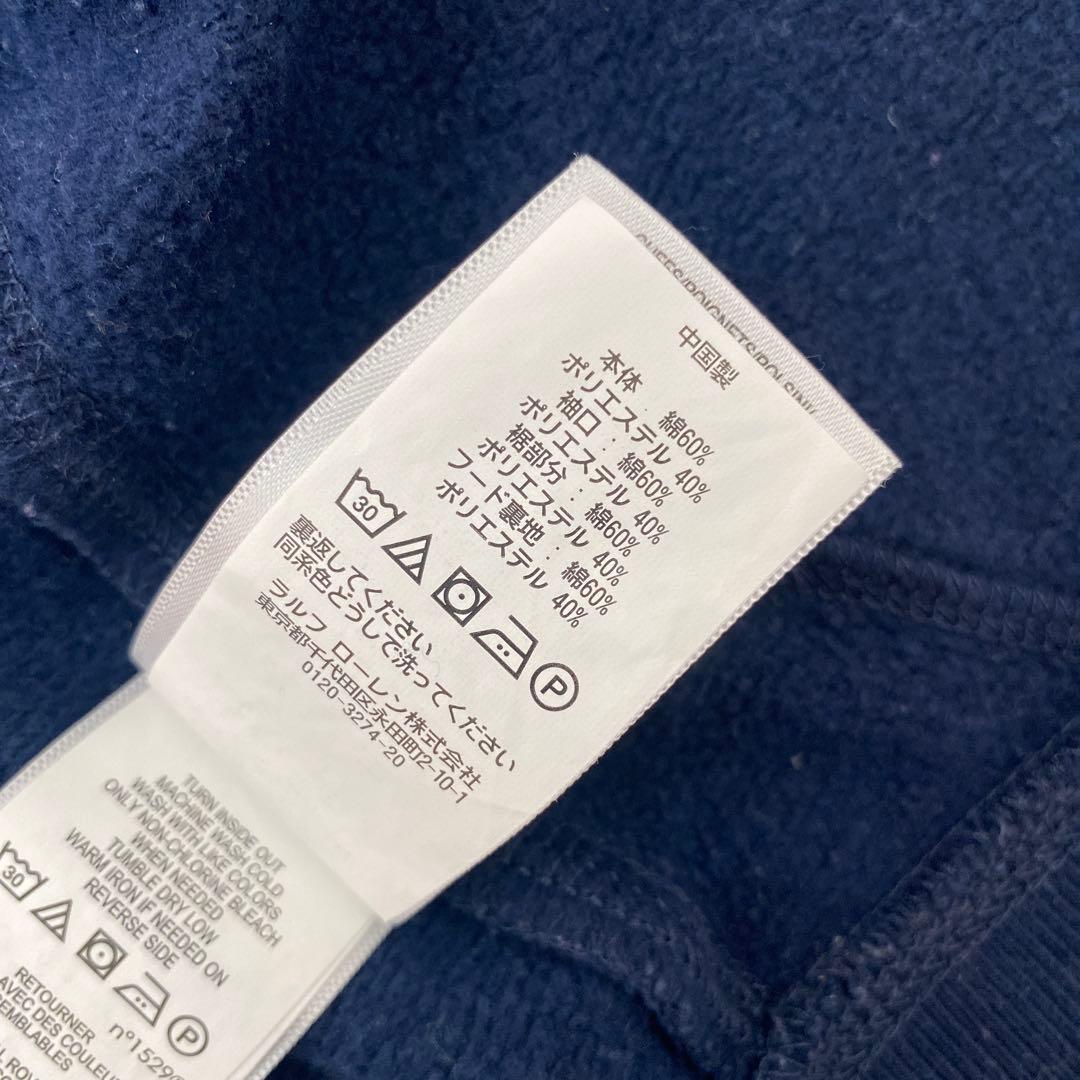 CUFFS/POIGNETS/POLSINI
中国製
本体 : 綿60%
ポリエステル 40%
袖口 : 綿60%
ポリエステル 40%
裾部分 : 綿60%
ポリエステル 40%
フード裏地 : 綿60%
ポリエステル 40%
30
P
裏返してください
同系色どうしで洗ってください
ラルフ ローレン株式会社
東京都千代田区永田町2-10-1
0120-3274-20
TURN INSIDE OUT
MACHINE WASH COLD
WASH WITH LIKE COLORS
ONLY NON-CHLORINE BLEACH
WHEN NEEDED
TUMBLE DRY LOW
WARM IRON IF NEEDED ON
REVERSE SIDE
30
P
RETOURNER
AVEC DES COULEU
n°1529